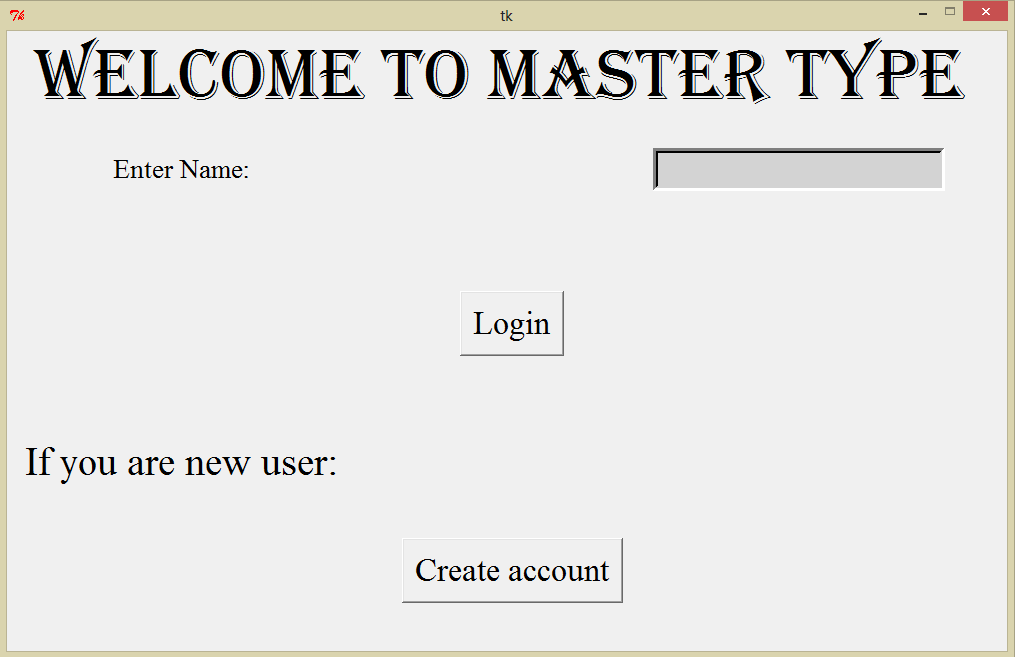 tk
WELCOME TO MASTER TYPE
Enter Name:
Login
If you are new user:
Create account